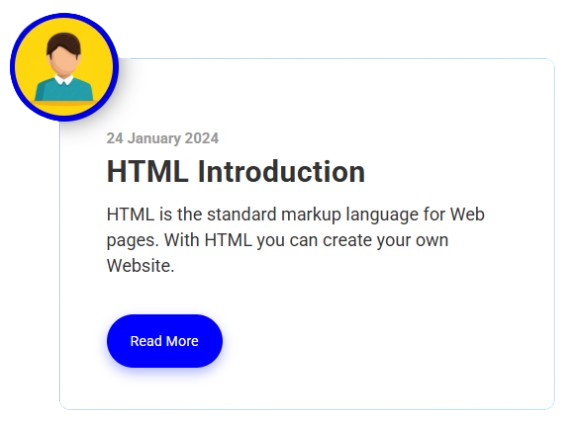 24 January 2024
HTML Introduction
HTML is the standard markup language for Web
pages. With HTML you can create your own
Website.
Read More